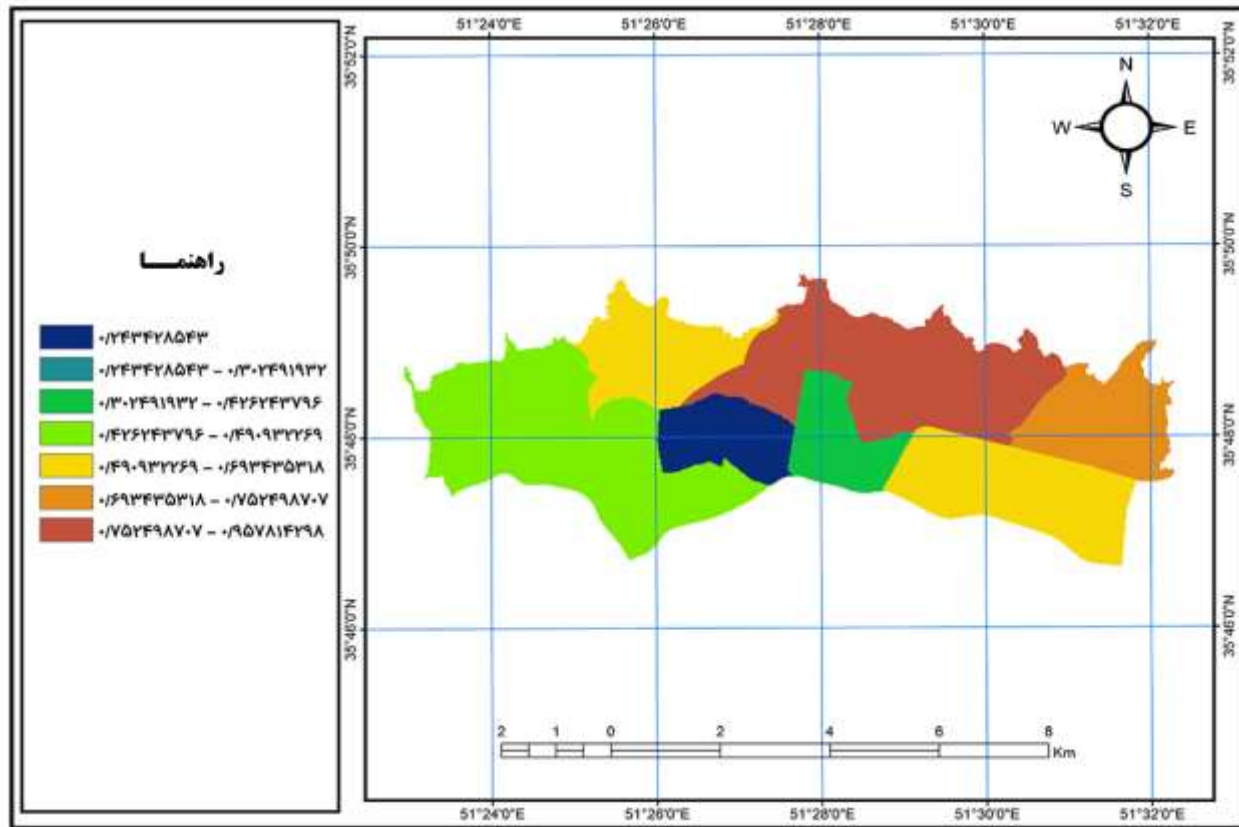 51°24'0"E 51°26'0"E 51°28'0"E 51°30'0"E 51°32'0"E
35°52'0"N 35°52'0"N
N
W E
S
35°50'0"N 35°50'0"N
راهنمـــــا
۰/۲۴۳۴۲۸۵۴۳
۰/۲۴۳۴۲۸۵۴۳ - ۰/۳۰۲۴۹۱۹۳۲
۰/۳۰۲۴۹۱۹۳۲ - ۰/۴۲۶۲۴۳۷۹۶
۰/۴۲۶۲۴۳۷۹۶ - ۰/۴۹۰۹۳۲۲۶۹
۰/۴۹۰۹۳۲۲۶۹ - ۰/۶۹۳۴۳۵۳۱۸
۰/۶۹۳۴۳۵۳۱۸ - ۰/۷۵۲۴۹۸۷۰۷
۰/۷۵۲۴۹۸۷۰۷ - ۰/۹۵۷۸۱۴۲۹۸
35°48'0"N 35°48'0"N
35°46'0"N 35°46'0"N
2 1 0 2 4 6 8
Km
51°24'0"E 51°26'0"E 51°28'0"E 51°30'0"E 51°32'0"E